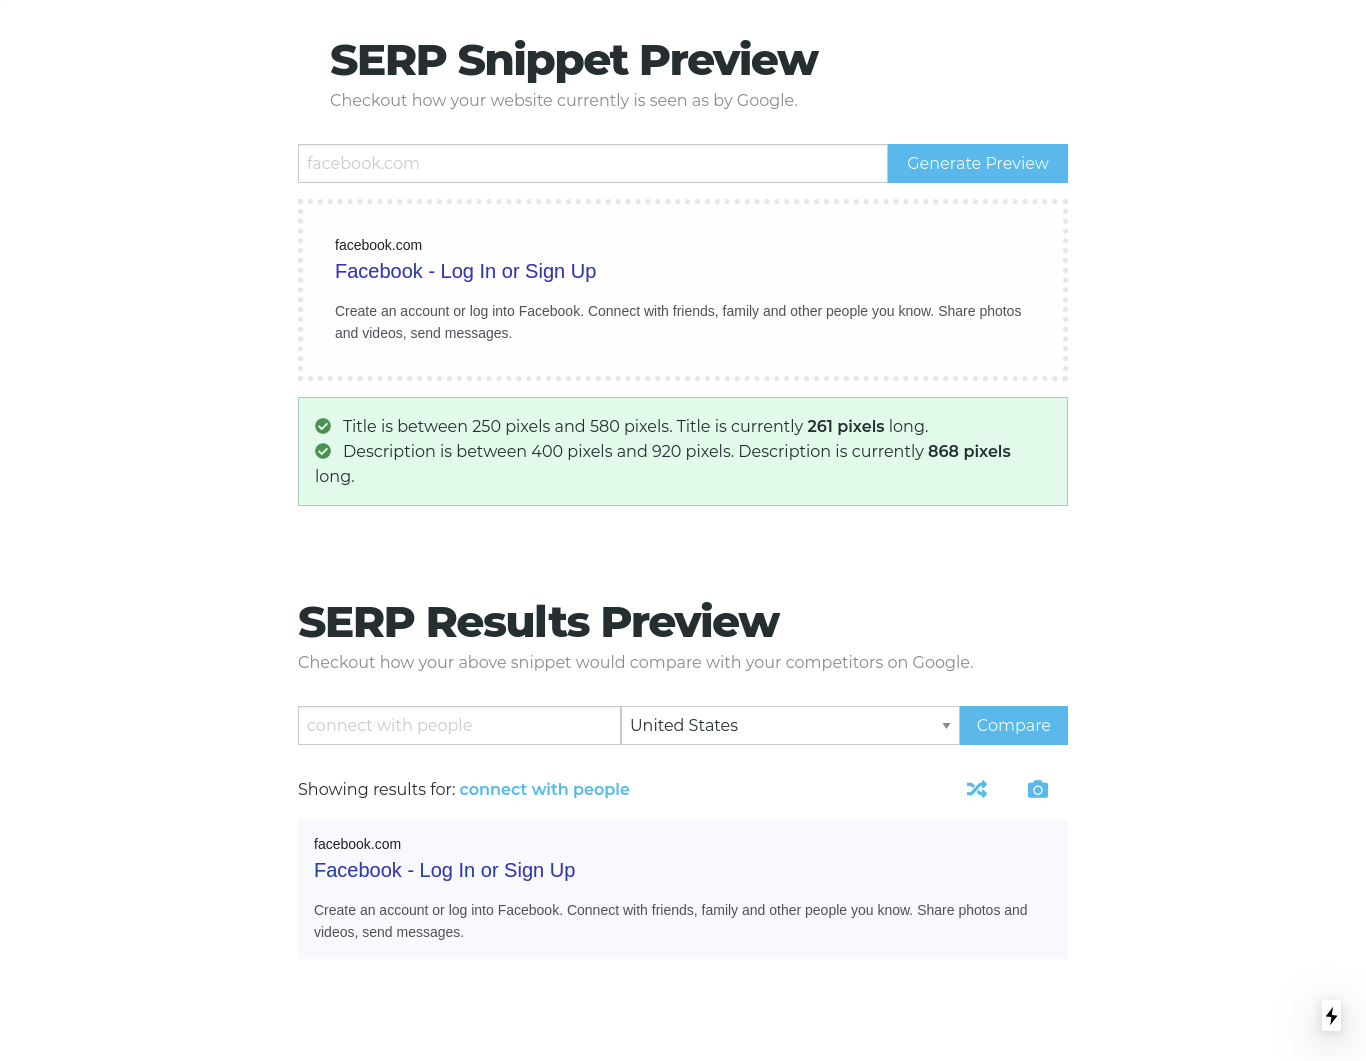 SERP Snippet Preview
Checkout how your website currently is seen as by Google.
facebook.com
Generate Preview
facebook.com
Facebook - Log In or Sign Up
Create an account or log into Facebook. Connect with friends, family and other people you know. Share photos
and videos, send messages.
Title is between 250 pixels and 580 pixels. Title is currently 261 pixels long.
Description is between 400 pixels and 920 pixels. Description is currently 868 pixels
long.
SERP Results Preview
Checkout how your above snippet would compare with your competitors on Google.
connect with people
United States
Compare
Showing results for: connect with people
facebook.com
Facebook - Log In or Sign Up
Create an account or log into Facebook. Connect with friends, family and other people you know. Share photos and
videos, send messages.